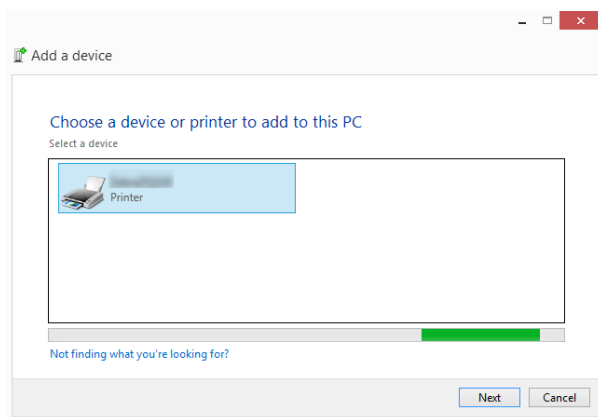 Add a device
Choose a device or printer to add to this PC
Select a device
Printer
Not finding what you're looking for?
Next
Cancel